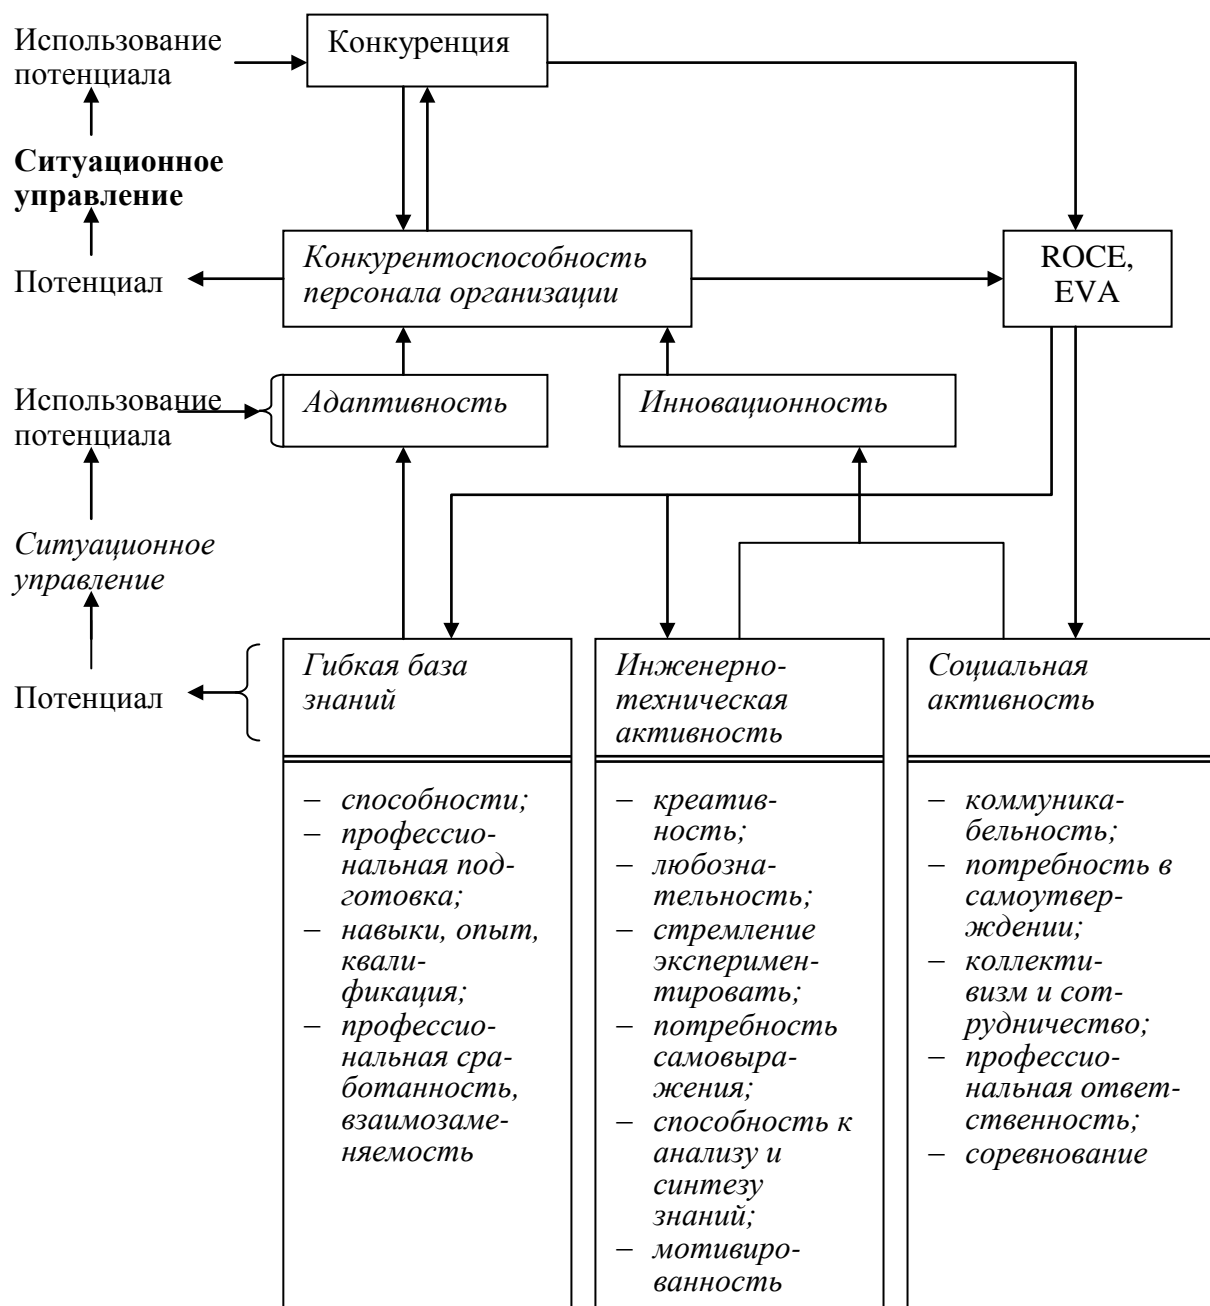 Использование
потенциала
Конкуренция
Ситуационное
управление
Потенциал
Конкурентоспособность
персонала организации
ROCE,
EVA
Использование
потенциала
Адаптивность
Инновационность
Ситуационное
управление
Потенциал
Гибкая база
знаний
– способности;
– профессио-
нальная под-
готовка;
– навыки, опыт,
квали-
фикация;
– профессио-
нальная сра-
ботанность,
взаимозаме-
няемость
Инженерно-
техническая
активность
– креатив-
ность;
– любозна-
тельность;
– стремление
эксперимен-
тировать;
– потребность
самовыра-
жения;
– способность к
анализу и
синтезу
знаний;
– мотивиро-
ванность
Социальная
активность
– коммуника-
бельность;
– потребность в
самоутвер-
ждении;
– коллекти-
визм и сот-
рудничество;
– профессио-
нальная ответ-
ственность;
– соревнование